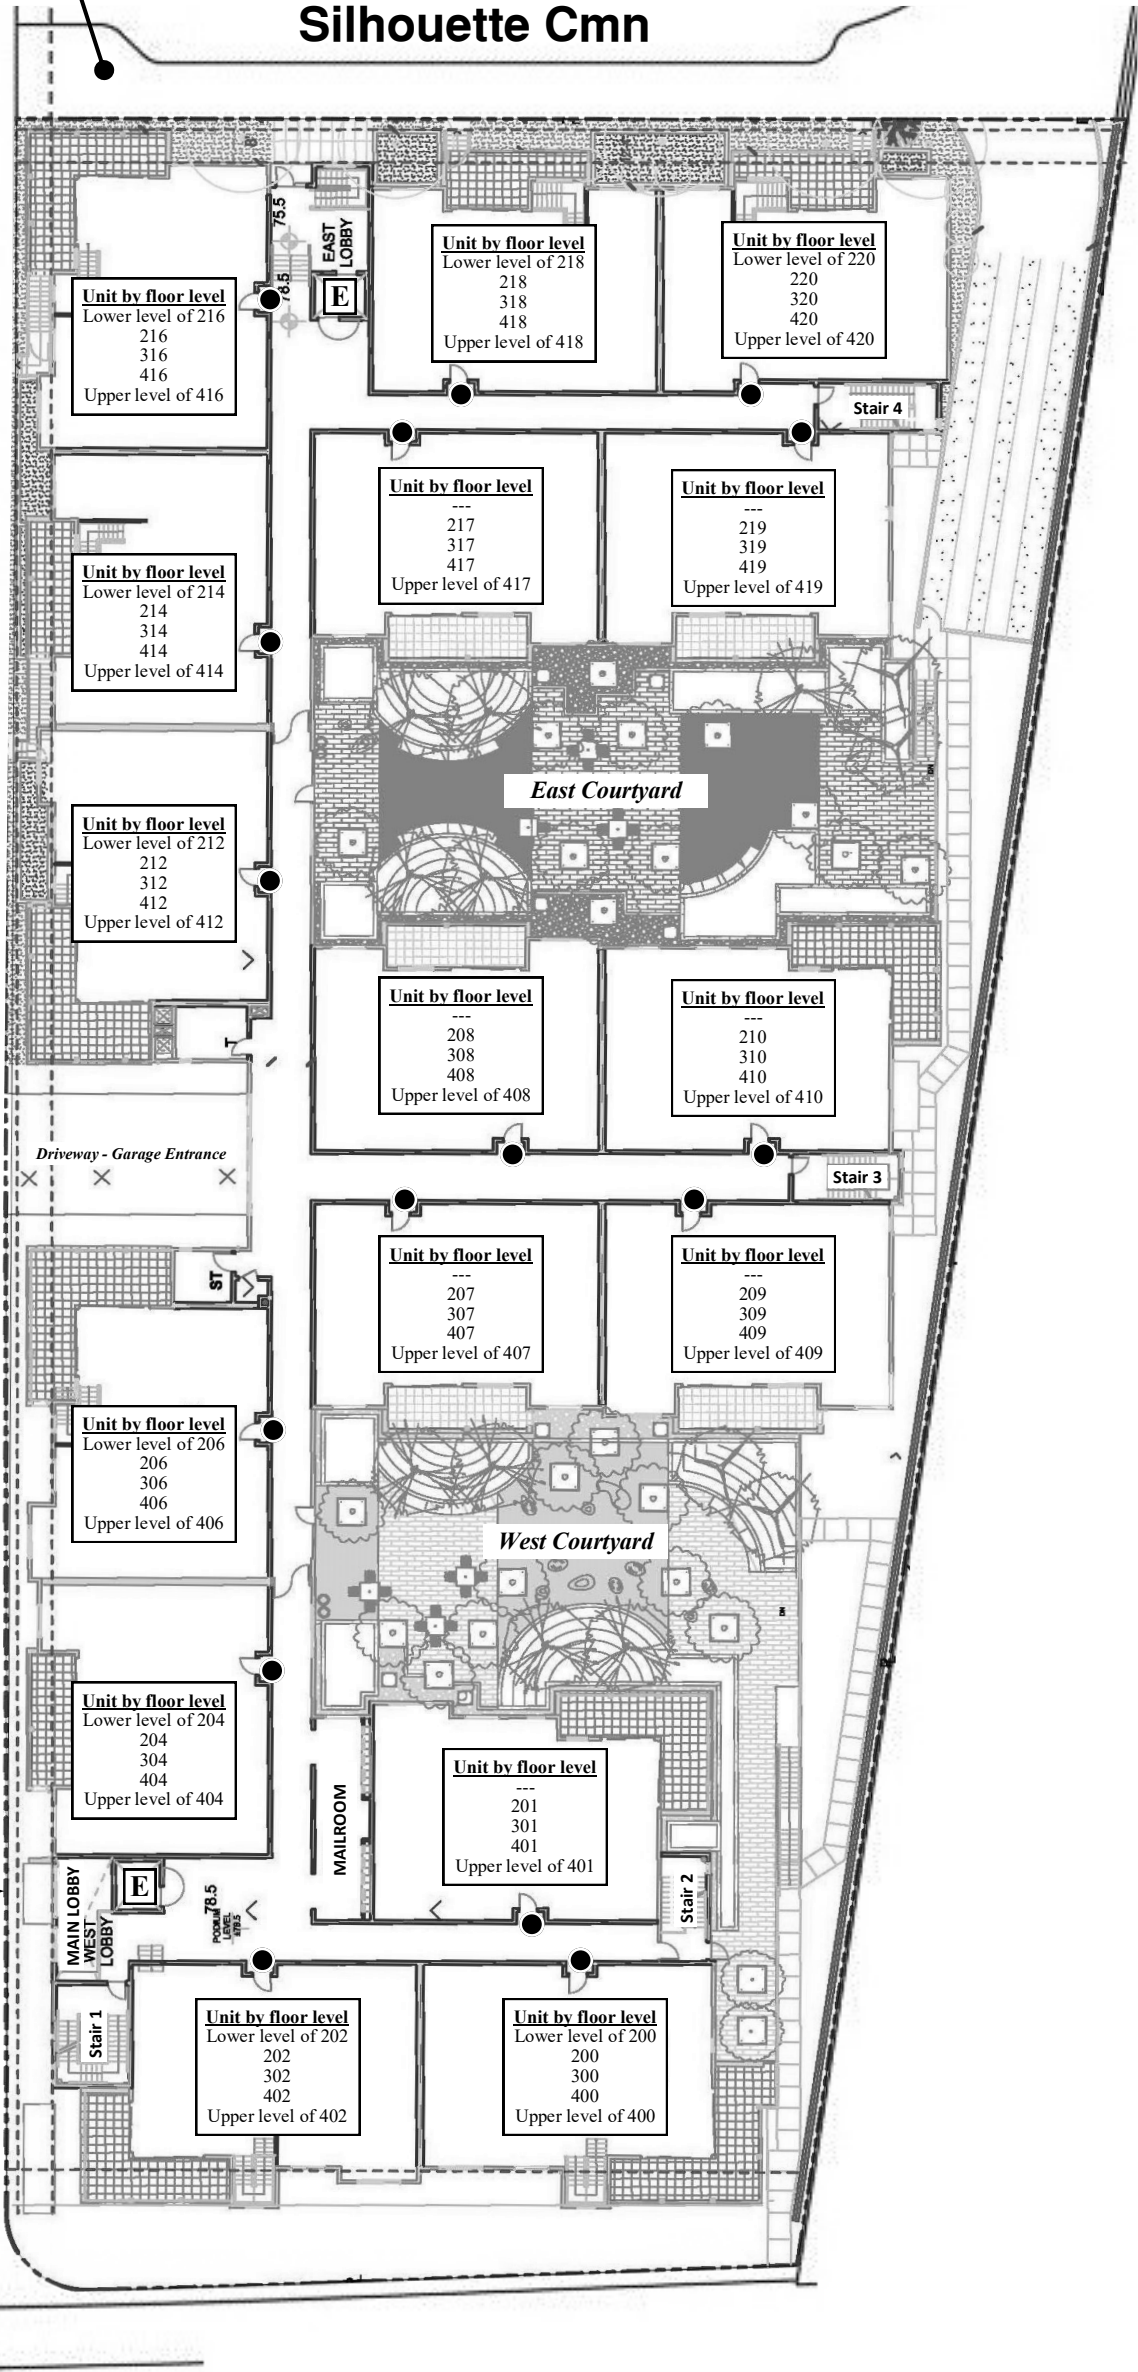 Silhouette Cmn
75.5
78.5
EAST
LOBBY
E
Unit by floor level
Lower level of 218
218
318
418
Upper level of 418
Unit by floor level
Lower level of 220
220
320
420
Upper level of 420
Unit by floor level
Lower level of 216
216
316
416
Upper level of 416
Stair 4
Unit by floor level
---
217
317
417
Upper level of 417
Unit by floor level
---
219
319
419
Upper level of 419
Unit by floor level
Lower level of 214
214
314
414
Upper level of 414
East Courtyard
DN
Unit by floor level
Lower level of 212
212
312
412
Upper level of 412
Unit by floor level
---
208
308
408
Upper level of 408
Unit by floor level
---
210
310
410
Upper level of 410
T
Driveway - Garage Entrance
Stair 3
ST
Unit by floor level
---
207
307
407
Upper level of 407
Unit by floor level
---
209
309
409
Upper level of 409
Unit by floor level
Lower level of 206
206
306
406
Upper level of 406
West Courtyard
DN
Unit by floor level
Lower level of 204
204
304
404
Upper level of 404
MAILROOM
Unit by floor level
---
201
301
401
Upper level of 401
MAIN LOBBY
WEST
LOBBY
E
78.5
PODIUM
LEVEL
Stair 2
Stair 1
Unit by floor level
Lower level of 202
202
302
402
Upper level of 402
Unit by floor level
Lower level of 200
200
300
400
Upper level of 400